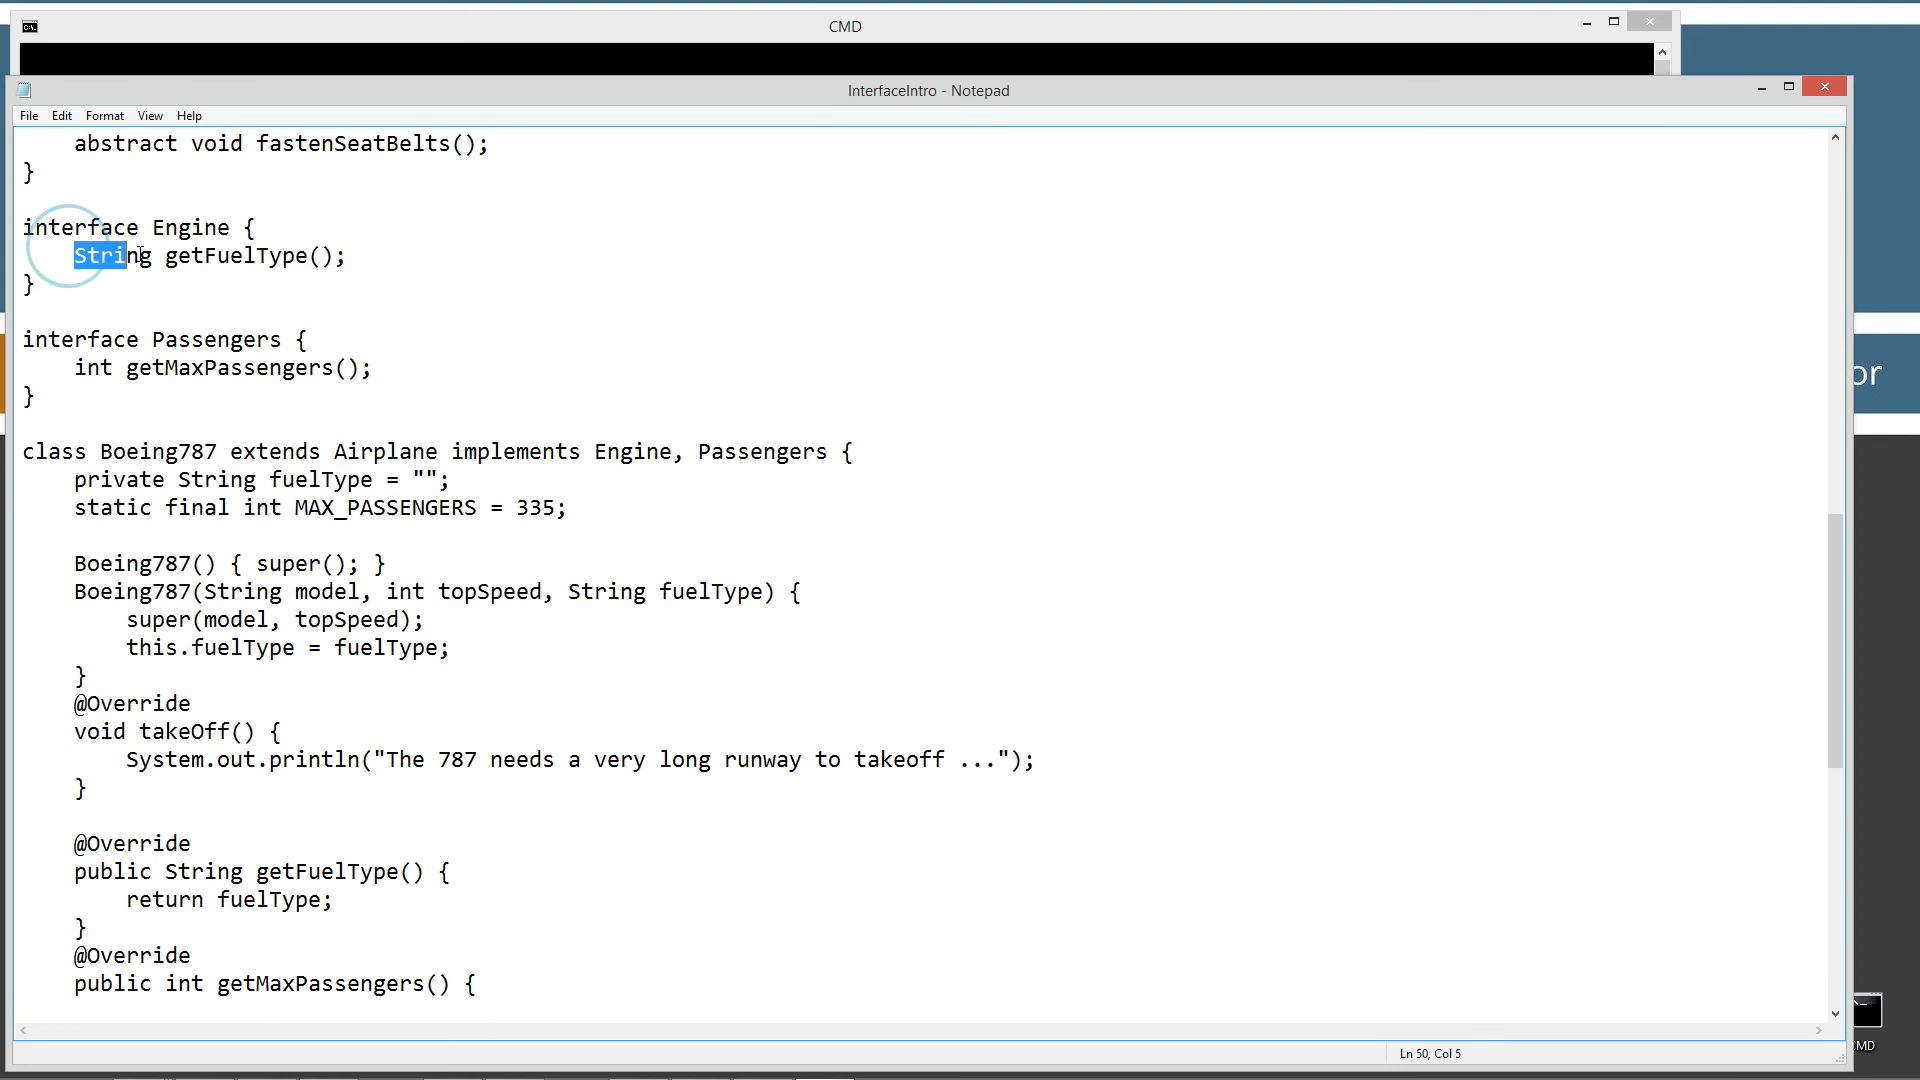 CMD
InterfaceIntro - Notepad
File Edit Format View Help
abstract void fastenSeatBelts();
}
interface Engine {
String getFuelType();
}
interface Passengers {
int getMaxPassengers();
}
class Boeing787 extends Airplane implements Engine, Passengers {
private String fuelType = "";
static final int MAX_PASSENGERS = 335;
Boeing787() { super(); }
Boeing787(String model, int topSpeed, String fuelType) {
super(model, topSpeed);
this.fuelType = fuelType;
}
@Override
void takeOff() {
System.out.println("The 787 needs a very long runway to takeoff ...");
}
@Override
public String getFuelType() {
return fuelType;
}
@Override
public int getMaxPassengers() {
Ln 50, Col 5
or
CMD